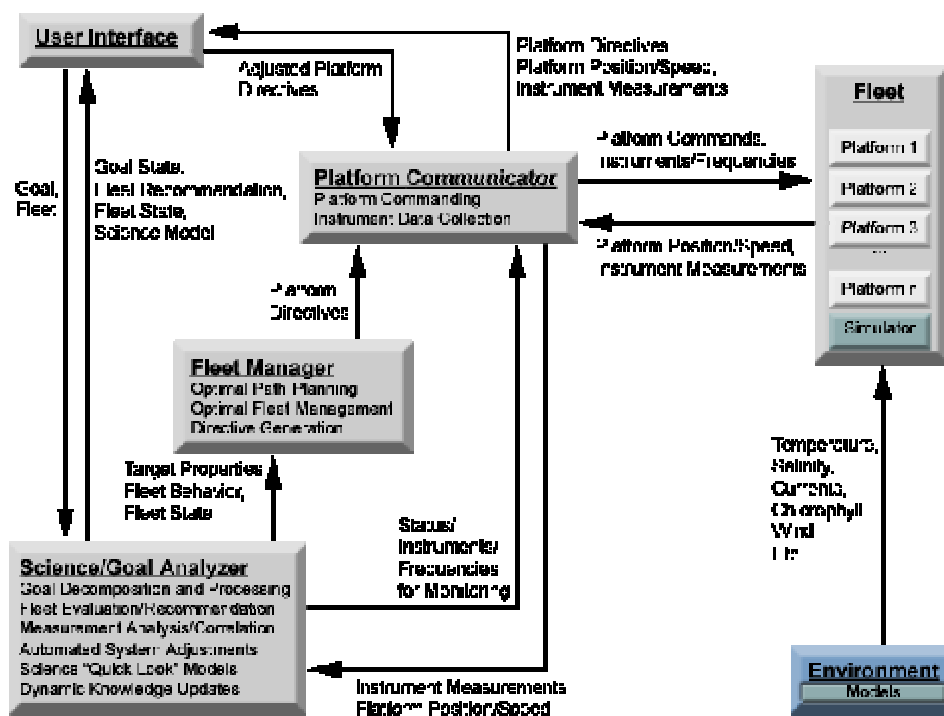 User Interface
Adjusted Platform
Directives
Platform Directives
Platform Position/Speed,
Instrument Measurements
Fleet
Platform 1
Platform 2
Platform 3
...
Platform n
Simulator
Goal,
Fleet
Goal State,
Fleet Recommendation,
Fleet State,
Science Model
Platform Communicator
Platform Commanding
Instrument Data Collection
Platform Commands,
Instruments/Frequencies
Platform Position/Speed,
Instrument Measurements
Platform
Directives
Fleet Manager
Optimal Path Planning
Optimal Fleet Management
Directive Generation
Target Properties
Fleet Behavior,
Fleet State
Status/
Instruments/
Frequencies
for Monitoring
Temperature,
Salinity,
Currents,
Chlorophyll
Wind
Etc
Science/Goal Analyzer
Goal Decomposition and Processing
Fleet Evaluation/Recommendation
Measurement Analysis/Correlation
Automated System Adjustments
Science "Quick Look" Models
Dynamic Knowledge Updates
Instrument Measurements
Platform Position/Speed
Environment
Models